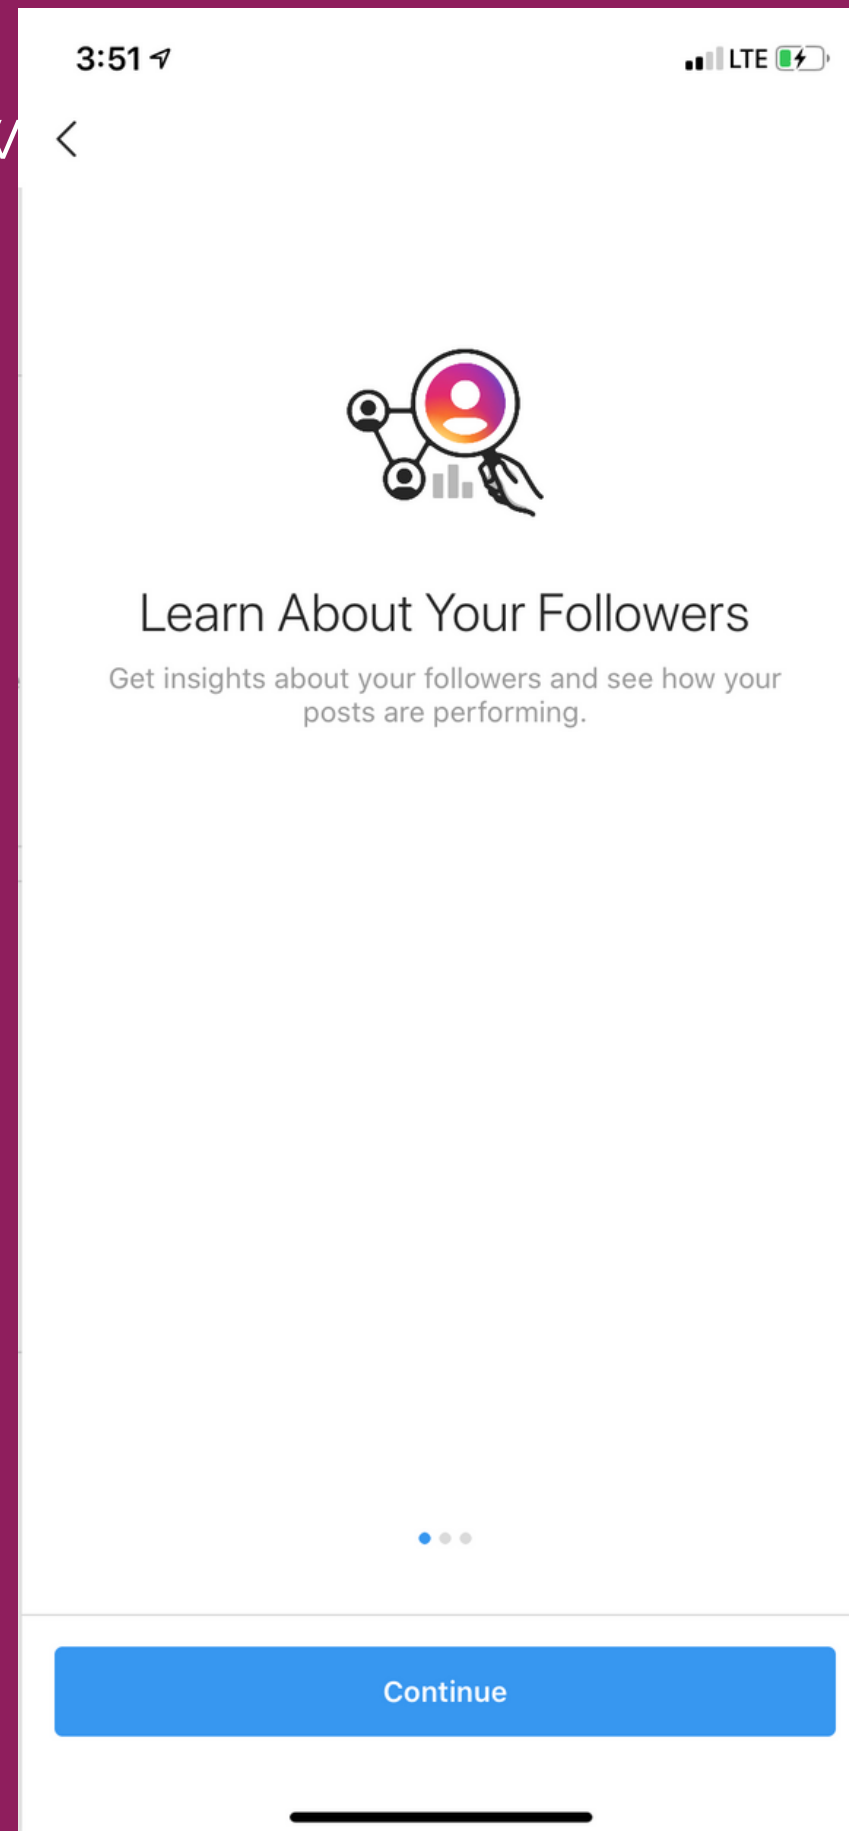 3:51
LTE
Learn About Your Followers
Get insights about your followers and see how your
posts are performing.
Continue